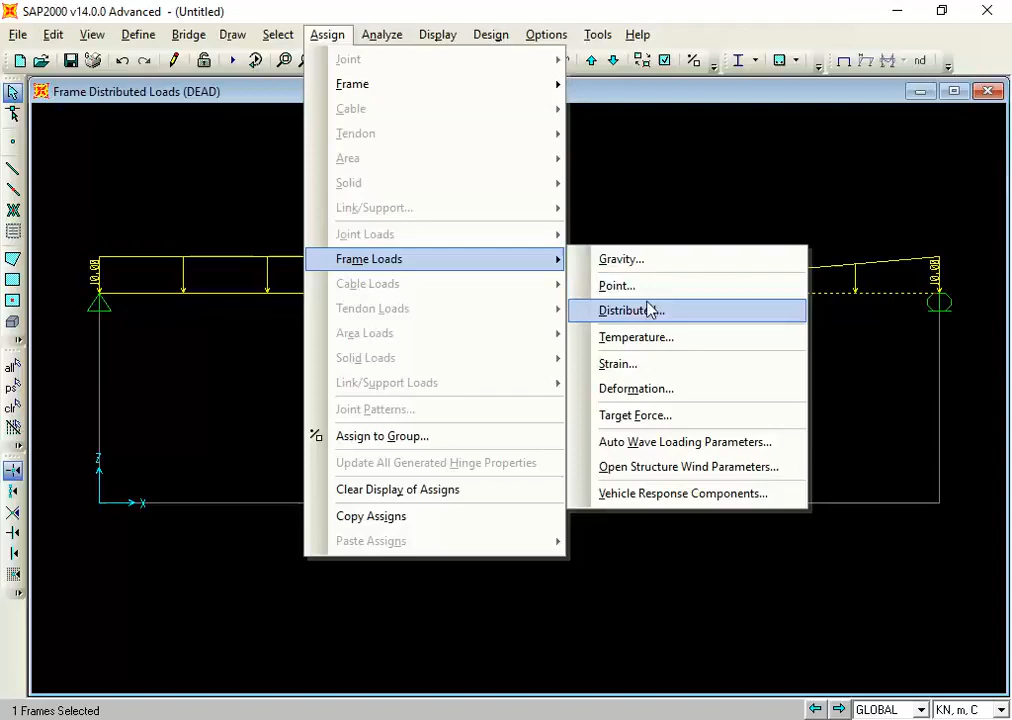 SAP2000 v14.0.0 Advanced - (Untitled)
File Edit View Define Bridge Draw Select Assign Analyze Display Design Options Tools Help
nd
Frame Distributed Loads (DEAD)
Joint
Frame
Cable
Tendon
Area
Solid
Link/Support...
Joint Loads
Frame Loads
Cable Loads
Tendon Loads
Area Loads
Solid Loads
Link/Support Loads
Joint Patterns...
Assign to Group...
Update All Generated Hinge Properties
Clear Display of Assigns
Copy Assigns
Paste Assigns
Gravity...
Point...
Distributed...
Temperature...
Strain...
Deformation...
Target Force...
Auto Wave Loading Parameters...
Open Structure Wind Parameters...
Vehicle Response Components...
10.00
10.00
Z
X
all
ps
clr
1 Frames Selected
GLOBAL
KN, m, C